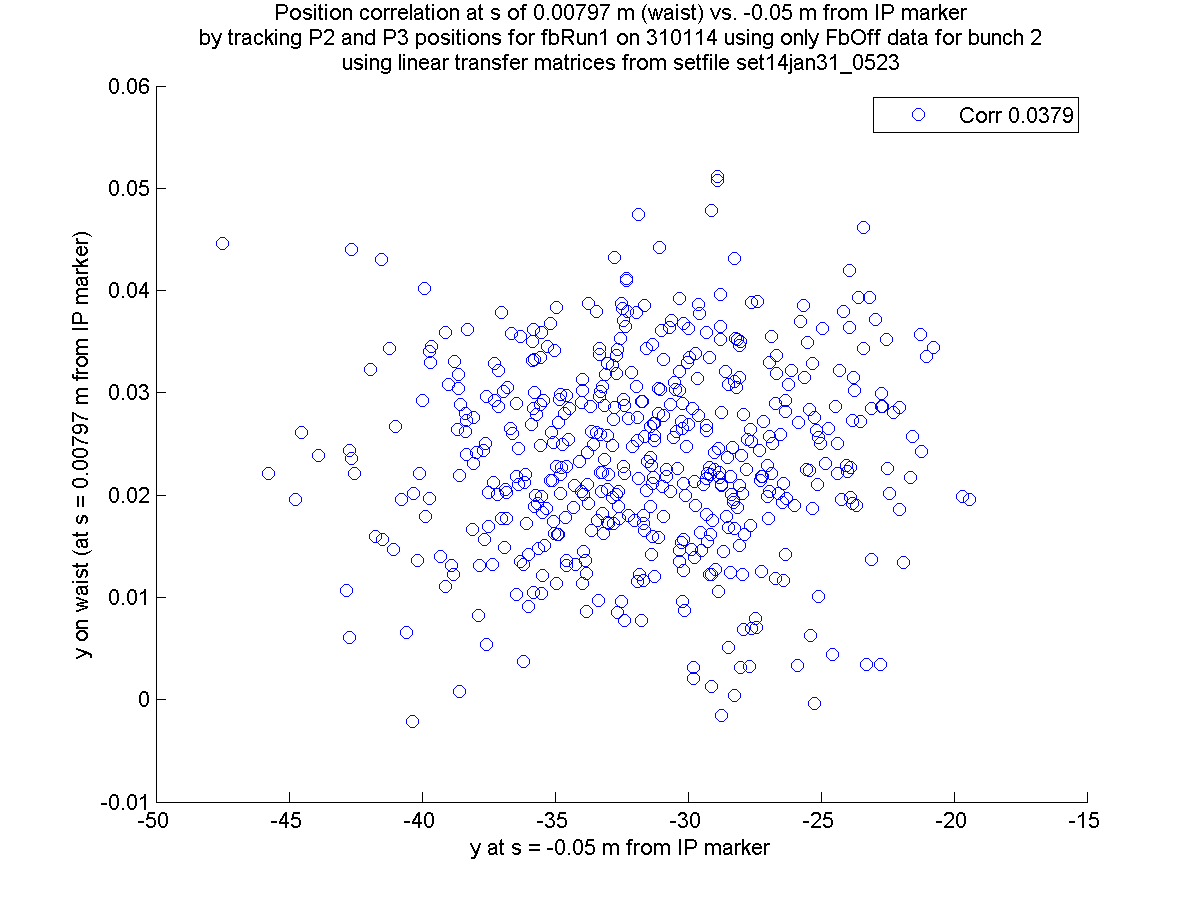 Position correlation at s of 0.00797 m (waist) vs. -0.05 m from IP marker
by tracking P2 and P3 positions for fbRun1 on 310114 using only FbOff data for bunch 2
using linear transfer matrices from setfile set14jan31_0523
Corr 0.0379
0.06
0.05
0.04
0.03
0.02
0.01
0
-0.01
y on waist (at s = 0.00797 m from IP marker)
-50
-45
-40
-35
-30
-25
-20
-15
y at s = -0.05 m from IP marker